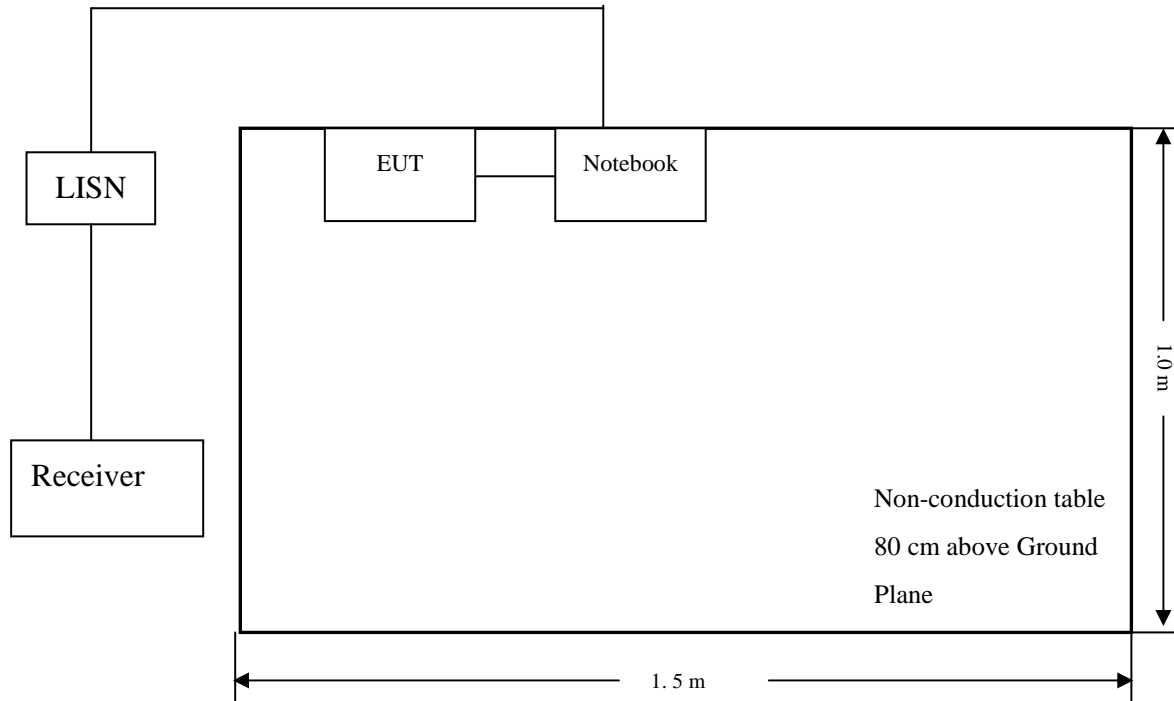 EUT
Notebook
LISN
Receiver
1.0 m
Non-conduction table
80 cm above Ground
Plane
1. 5 m